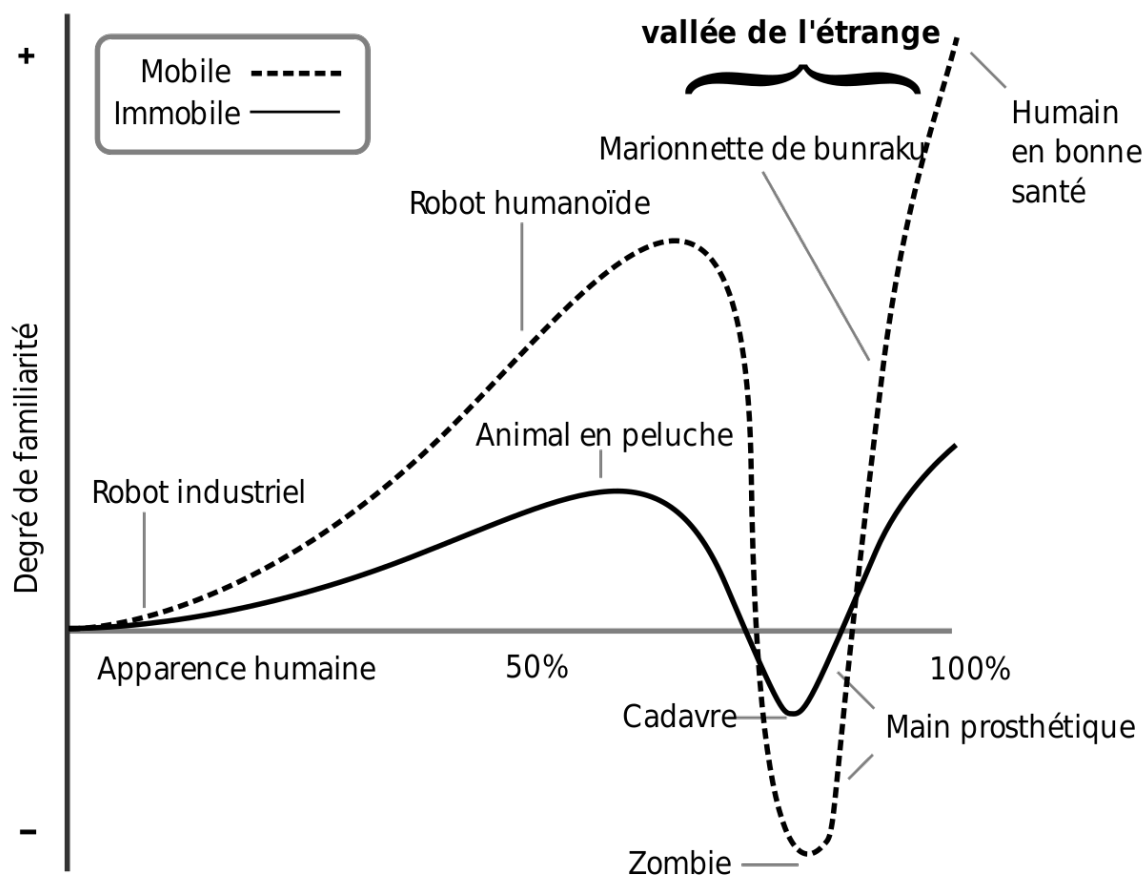 vallée de l'étrange
+
Mobile
Immobile
Humain
en bonne
santé
Marionnette de bunraku
Robot humanoïde
Degré de familiarité
Animal en peluche
Robot industriel
Apparence humaine
50%
100%
Cadavre
Main prosthétique
–
Zombie